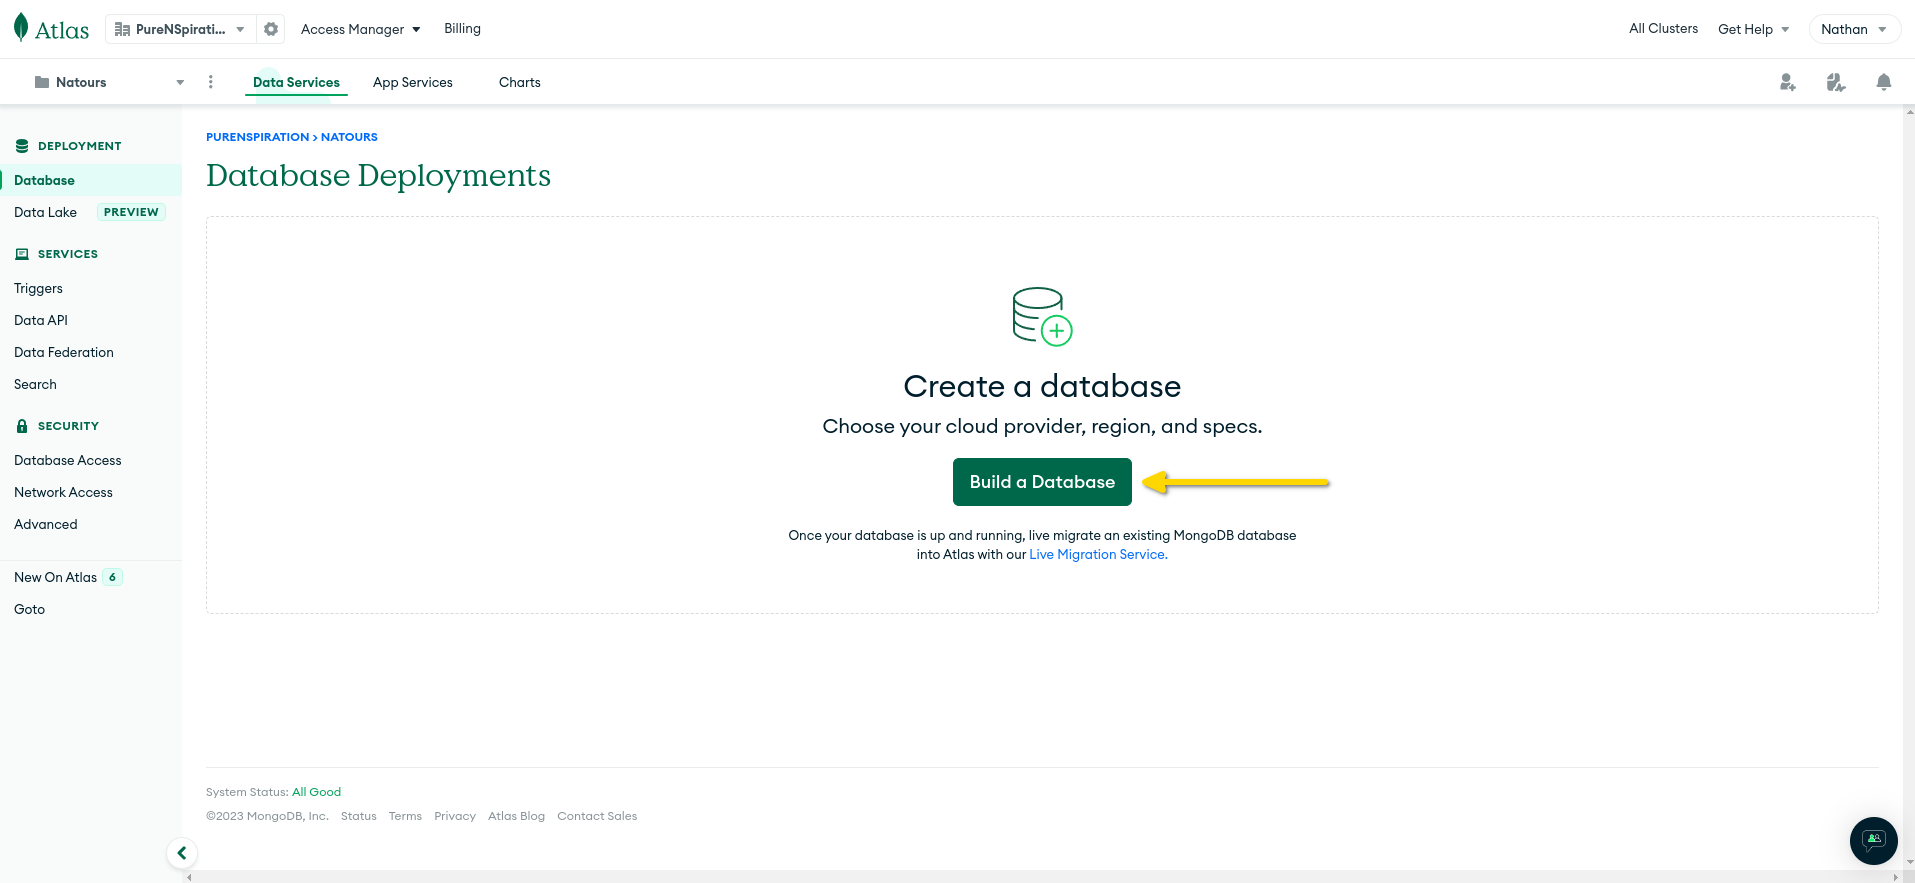 Atlas
PureNSpirati...
Access Manager
Billing
All Clusters
Get Help
Nathan
Natours
Data Services
App Services
Charts
DEPLOYMENT
Database
Data Lake PREVIEW
SERVICES
Triggers
Data API
Data Federation
Search
SECURITY
Database Access
Network Access
Advanced
New On Atlas 6
Goto
PURENSPIRATION > NATOURS
Database Deployments
Create a database
Choose your cloud provider, region, and specs.
Build a Database
Once your database is up and running, live migrate an existing MongoDB database
into Atlas with our Live Migration Service.
System Status: All Good
©2023 MongoDB, Inc. Status Terms Privacy Atlas Blog Contact Sales